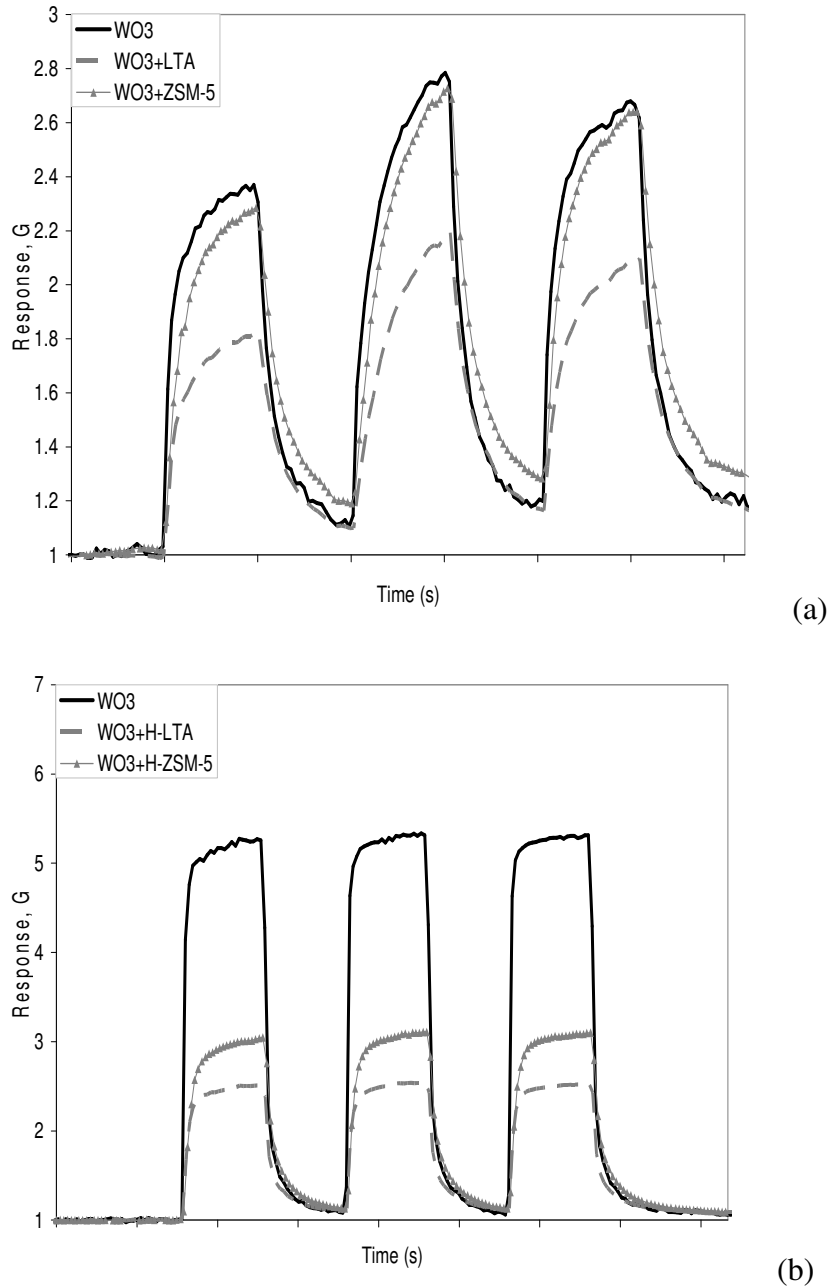 3
2.8
2.6
2.4
2.2
2
1.8
1.6
1.4
1.2
1
Response, G
WO3
WO3+LTA
WO3+ZSM-5
Time (s)
(a)
7
6
5
4
3
2
1
Response, G
WO3
WO3+H-LTA
WO3+H-ZSM-5
Time (s)
(b)